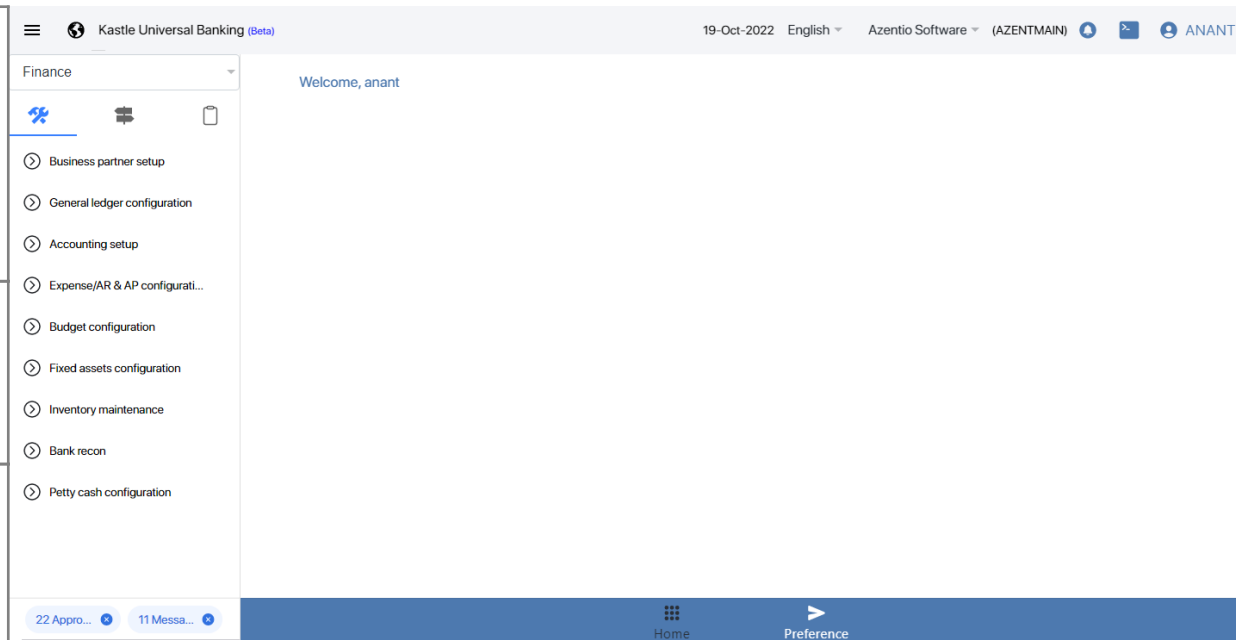 Kastle Universal Banking (Beta)
19-Oct-2022 English Azentio Software (AZENTMAIN) ANANT
Finance
Welcome, anant
Business partner setup
General ledger configuration
Accounting setup
Expense/AR & AP configurati...
Budget configuration
Fixed assets configuration
Inventory maintenance
Bank recon
Petty cash configuration
22 Appro... 11 Messa...
Home Preference